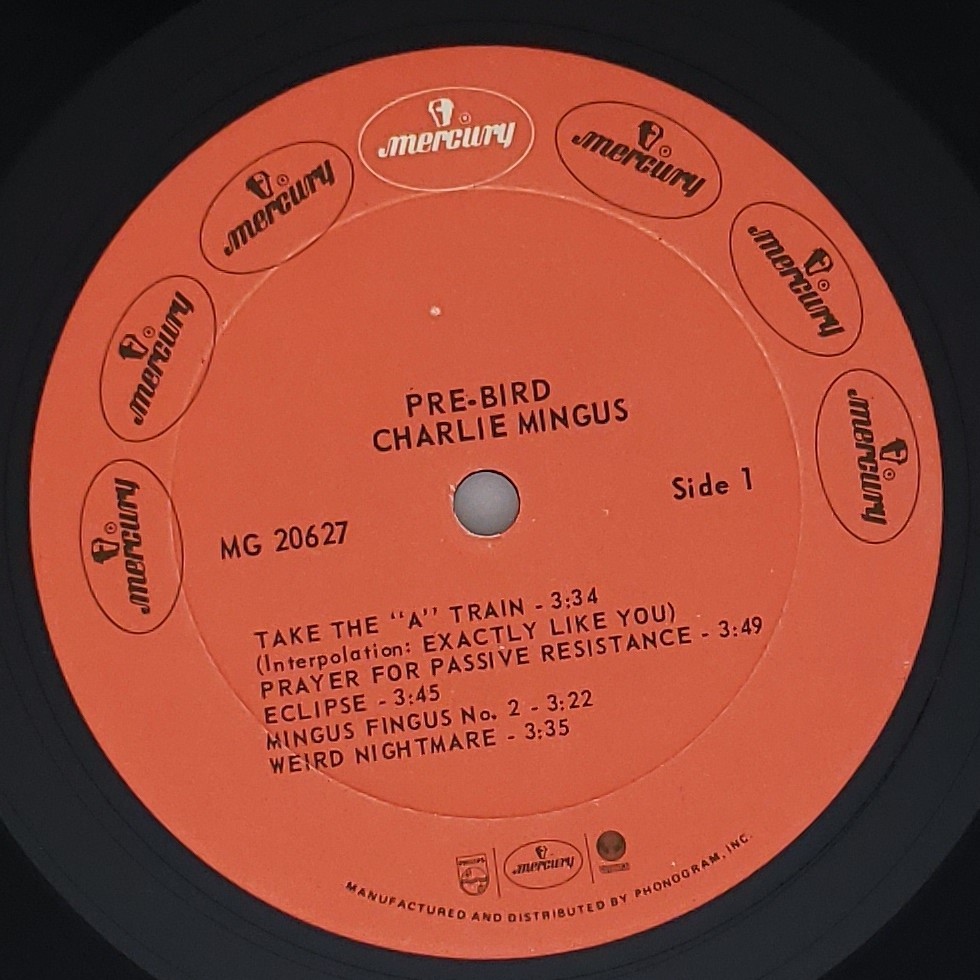 mercury
mercury
mercury
mercury
mercury
mercury
mercury
PRE-BIRD
CHARLIE MINGUS
Side 1
MG 20627
TAKE THE “A” TRAIN - 3:34
(Interpolation: EXACTLY LIKE YOU)
PRAYER FOR PASSIVE RESISTANCE - 3:49
ECLIPSE - 3:45
MINGUS FINGUS No. 2 - 3:22
WEIRD NIGHTMARE - 3:35
PHILIPS
mercury
MANUFACTURED AND DISTRIBUTED BY PHONOGRAM, INC.